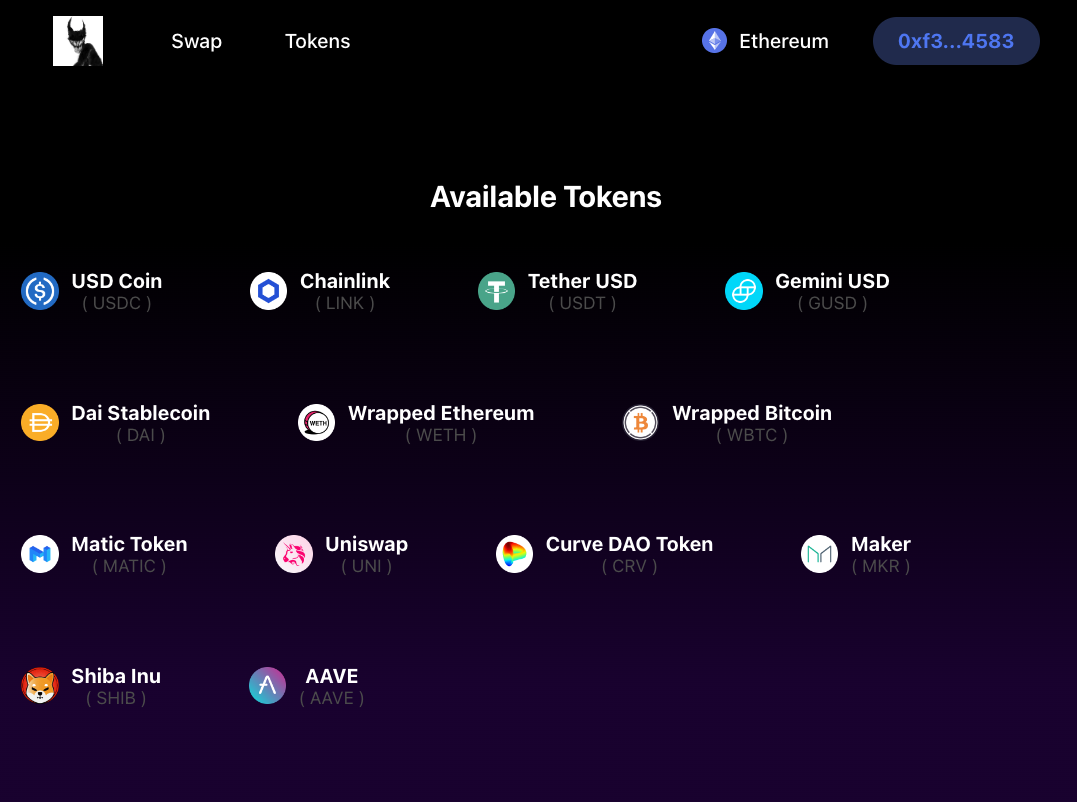 Swap Tokens Ethereum 0xf3...4583
Available Tokens
USD Coin Chainlink Tether USD Gemini USD
( USDC ) ( LINK ) ( USDT ) ( GUSD )
Dai Stablecoin Wrapped Ethereum Wrapped Bitcoin
( DAI ) WETH ( WETH ) ( WBTC )
Matic Token Uniswap Curve DAO Token Maker
( MATIC ) ( UNI ) ( CRV ) ( MKR )
Shiba Inu AAVE
( SHIB ) ( AAVE )